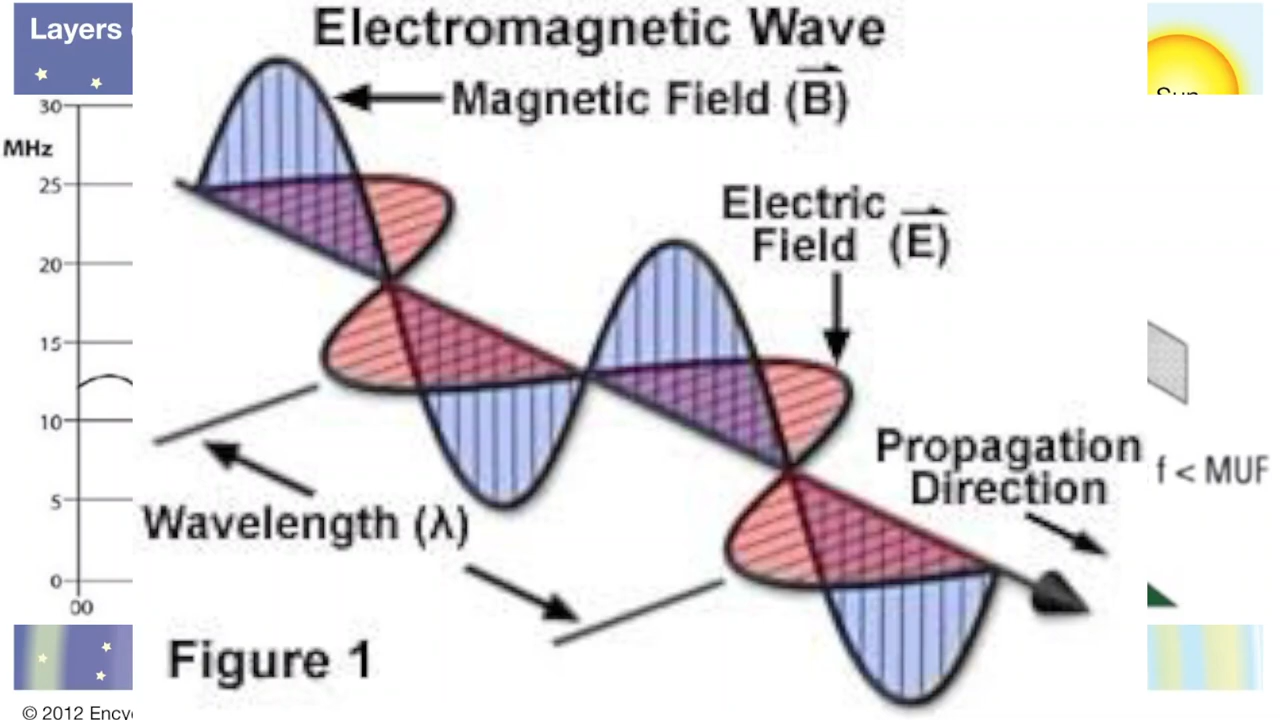 Layers
Electromagnetic Wave
Magnetic Field (B)
Sun
30
MHz
25
Electric
Field (E)
20
15
10
Propagation
Direction
f < MUF
5
Wavelength (λ)
0
00
Figure 1
© 2012 Ency